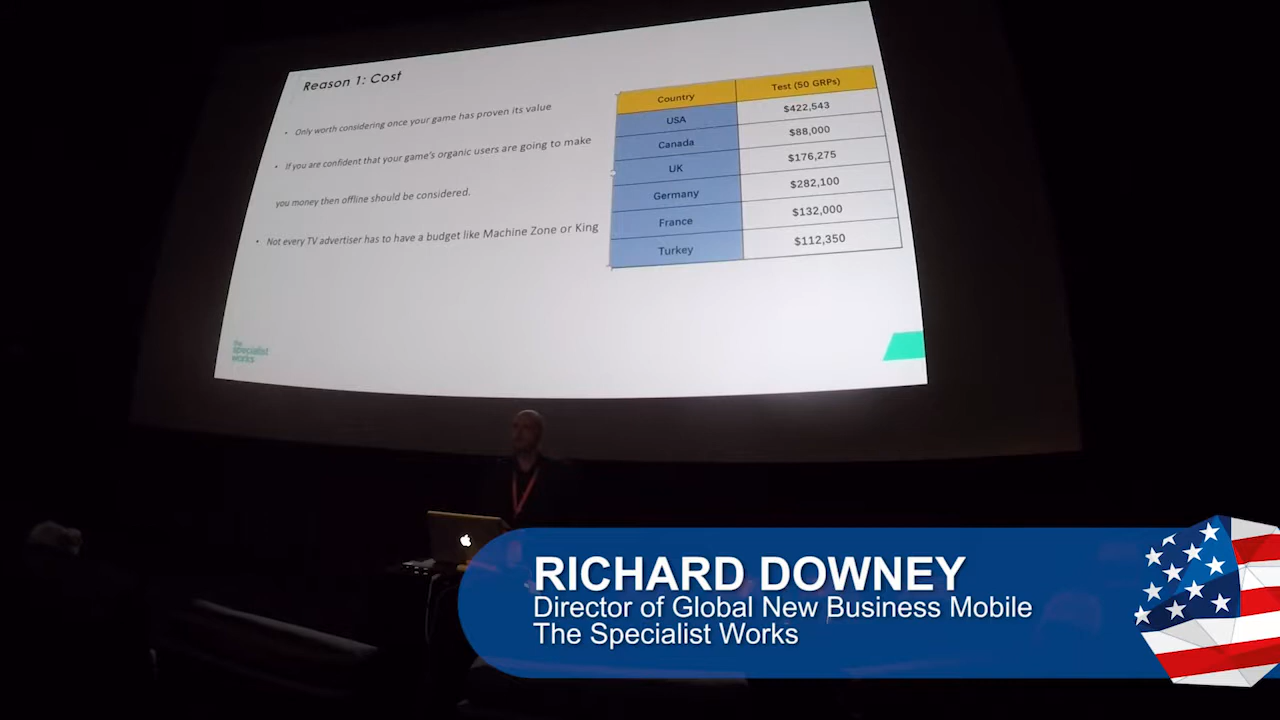 Reason 1: Cost
• Only worth considering once your game has proven its value
• If you are confident that your game's organic users are going to make
you money then offline should be considered.
• Not every TV advertiser has to have a budget like Machine Zone or King
Country Test (50 GRPs)
USA $422,543
Canada $88,000
UK $176,275
Germany $282,100
France $132,000
Turkey $112,350
the
specialist
works
RICHARD DOWNEY
Director of Global New Business Mobile
The Specialist Works